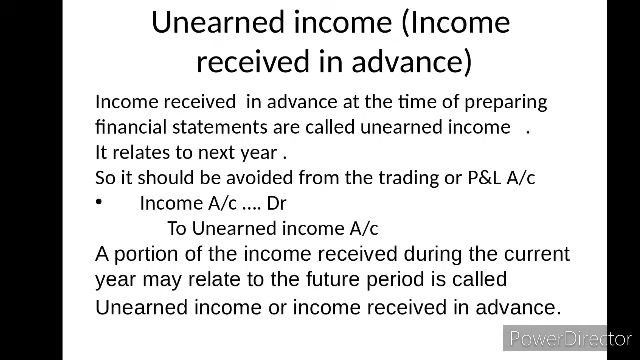 Unearned income (Income
received in advance)
Income received in advance at the time of preparing
financial statements are called unearned income .
It relates to next year .
So it should be avoided from the trading or P&L A/c
• Income A/c .... Dr
To Unearned income A/c
A portion of the income received during the current
year may relate to the future period is called
Unearned income or income received in advance.
PowerDirector